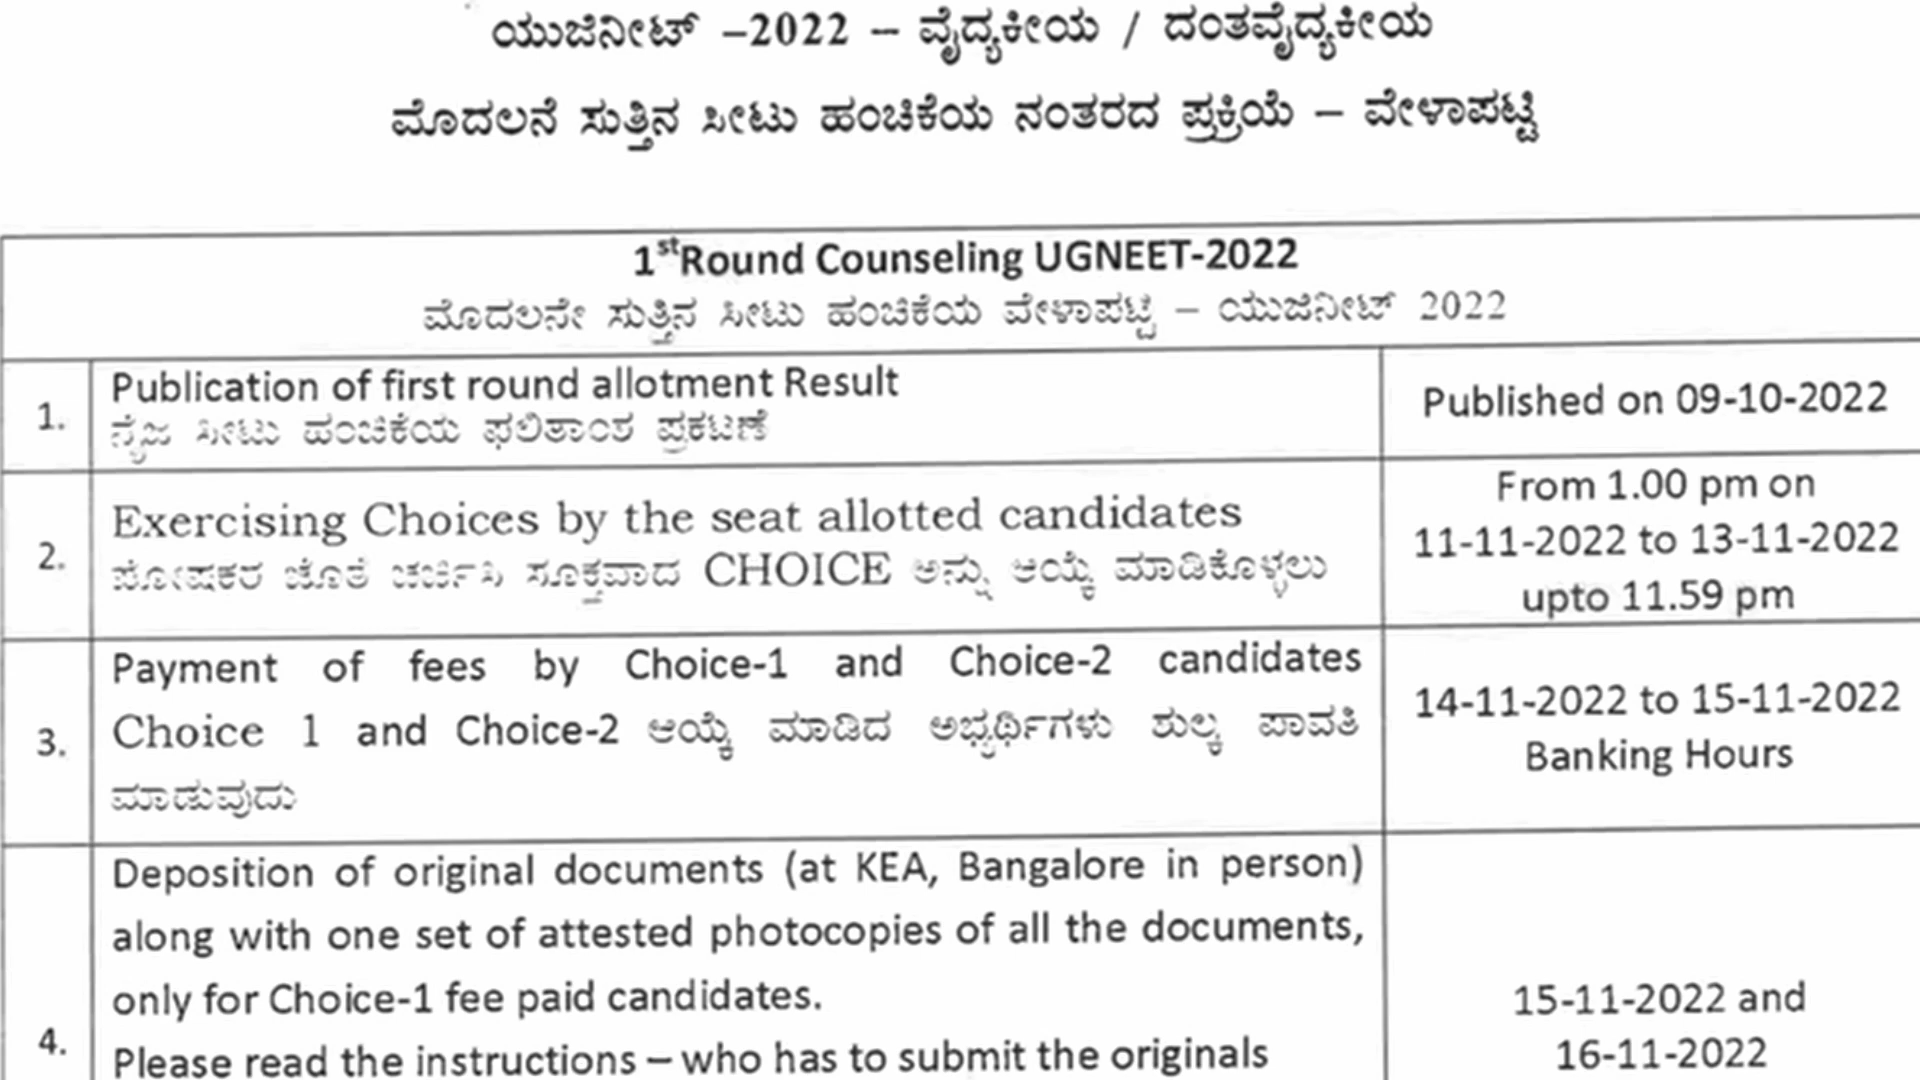 ಯುಜಿನೀಟ್ –2022 – ವೈದ್ಯಕೀಯ / ದಂತವೈದ್ಯಕೀಯ
ಮೊದಲನೆ ಸುತ್ತಿನ ಸೀಟು ಹಂಚಿಕೆಯ ನಂತರದ ಪ್ರಕ್ರಿಯೆ – ವೇಳಾಪಟ್ಟಿ
1stRound Counseling UGNEET-2022
ಮೊದಲನೇ ಸುತ್ತಿನ ಸೀಟು ಹಂಚಿಕೆಯ ವೇಳಾಪಟ್ಟಿ – ಯುಜಿನೀಟ್ 2022
1.
Publication of first round allotment Result
ನೈಜ ಸೀಟು ಹಂಚಿಕೆಯ ಫಲಿತಾಂಶ ಪ್ರಕಟಣೆ
Published on 09-10-2022
2.
Exercising Choices by the seat allotted candidates
ಪೋಷಕರ ಜೊತೆ ಚರ್ಚಿಸಿ ಸೂಕ್ತವಾದ CHOICE ಅನ್ನು ಆಯ್ಕೆ ಮಾಡಿಕೊಳ್ಳಲು
From 1.00 pm on
11-11-2022 to 13-11-2022
upto 11.59 pm
3.
Payment of fees by Choice-1 and Choice-2 candidates
Choice 1 and Choice-2 ಆಯ್ಕೆ ಮಾಡಿದ ಅಭ್ಯರ್ಥಿಗಳು ಶುಲ್ಕ ಪಾವತಿ
ಮಾಡುವುದು
14-11-2022 to 15-11-2022
Banking Hours
4.
Deposition of original documents (at KEA, Bangalore in person)
along with one set of attested photocopies of all the documents,
only for Choice-1 fee paid candidates.
Please read the instructions – who has to submit the originals
15-11-2022 and
16-11-2022